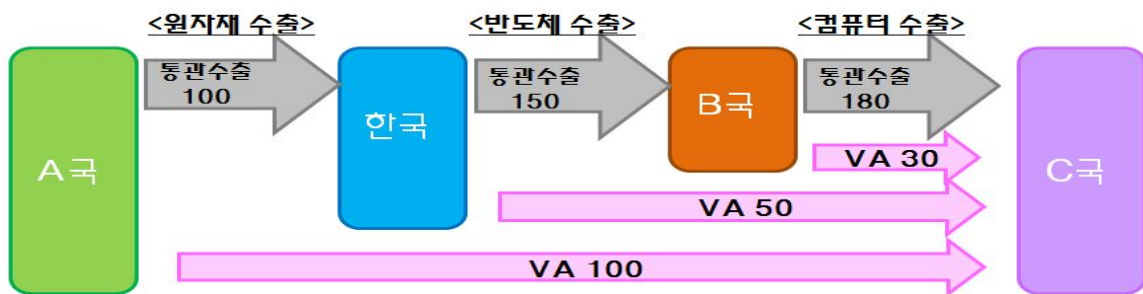 <원자재 수출> <반도체 수출> <컴퓨터 수출>
통관수출 통관수출 통관수출
100 150 180
A국 한국 B국 C국
VA 30
VA 50
VA 100